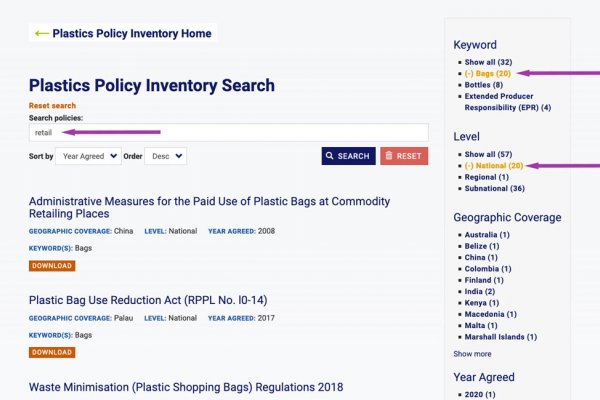 ← Plastics Policy Inventory Home
Plastics Policy Inventory Search
Reset search
Search policies:
retail
Sort by Year Agreed Order Desc SEARCH RESET
Administrative Measures for the Paid Use of Plastic Bags at Commodity
Retailing Places
GEOGRAPHIC COVERAGE: China LEVEL: National YEAR AGREED: 2008
KEYWORD(S): Bags
DOWNLOAD
Plastic Bag Use Reduction Act (RPPL No. l0-14)
GEOGRAPHIC COVERAGE: Palau LEVEL: National YEAR AGREED: 2017
KEYWORD(S): Bags
DOWNLOAD
Waste Minimisation (Plastic Shopping Bags) Regulations 2018
Keyword
Show all (32)
(-) Bags (20)
Bottles (8)
Extended Producer
Responsibility (EPR) (4)
Level
Show all (57)
(-) National (20)
Regional (1)
Subnational (36)
Geographic Coverage
Australia (1)
Belize (1)
China (1)
Colombia (1)
Finland (1)
India (2)
Kenya (1)
Macedonia (1)
Malta (1)
Marshall Islands (1)
Show more
Year Agreed
2020 (1)